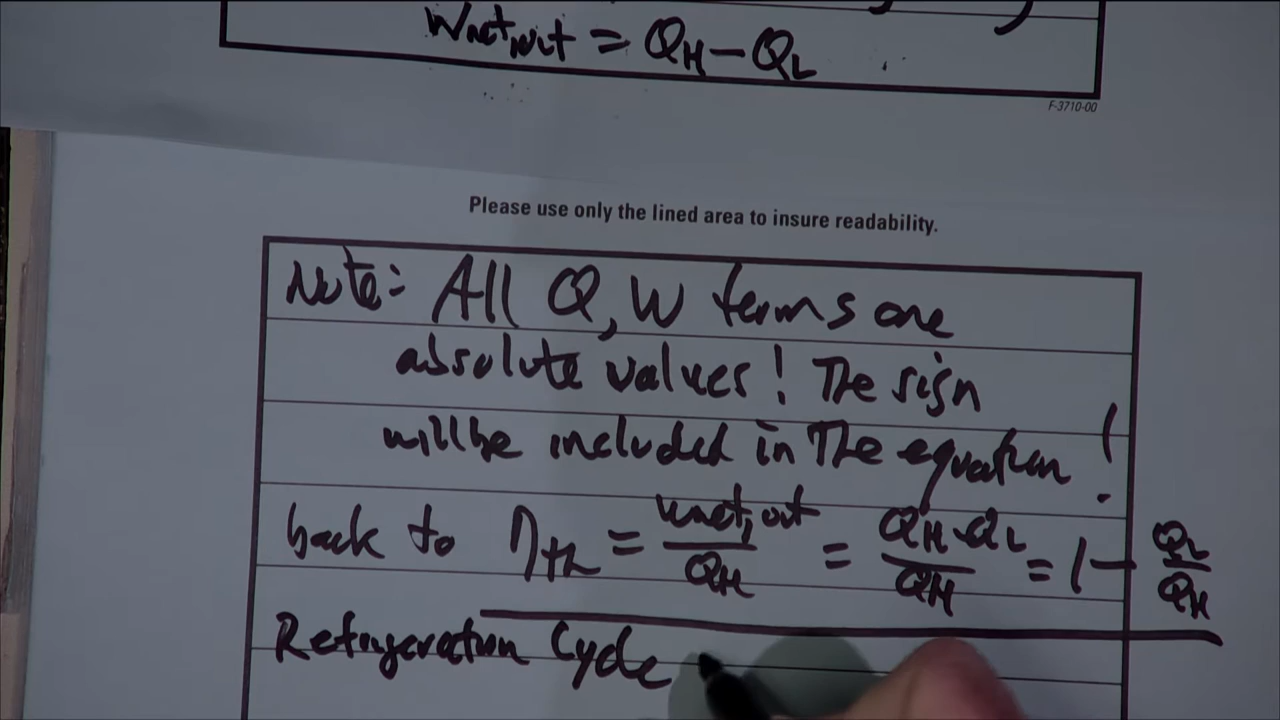 Wnet,out = QH − QL
F-3710-00
Please use only the lined area to insure readability.
Note: All Q, W terms are
absolute values! The sign
will be included in The equation!
back to ηth = Wnet,out/QH = QH-QL/QH = 1 − QL/QH
Refrigeration Cycle